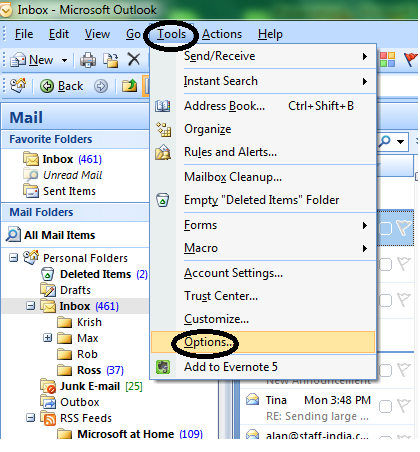 Inbox - Microsoft Outlook
File Edit View Go Tools Actions Help
New
Back
Mail
Favorite Folders
Inbox (461)
Unread Mail
Sent Items
Mail Folders
All Mail Items
Personal Folders
Deleted Items (2)
Drafts
Inbox (461)
Krish
Max
Rob
Ross (37)
Junk E-mail [25]
Outbox
RSS Feeds
Microsoft at Home (109)
Send/Receive
Instant Search
Address Book... Ctrl+Shift+B
Organize
Rules and Alerts...
Mailbox Cleanup...
Empty "Deleted Items" Folder
Forms
Macro
Account Settings...
Trust Center...
Customize...
Options...
Add to Evernote 5
New Announcement
Tina Mon 3:48 PM
RE: Sending large ...
alan@staff-india.c...